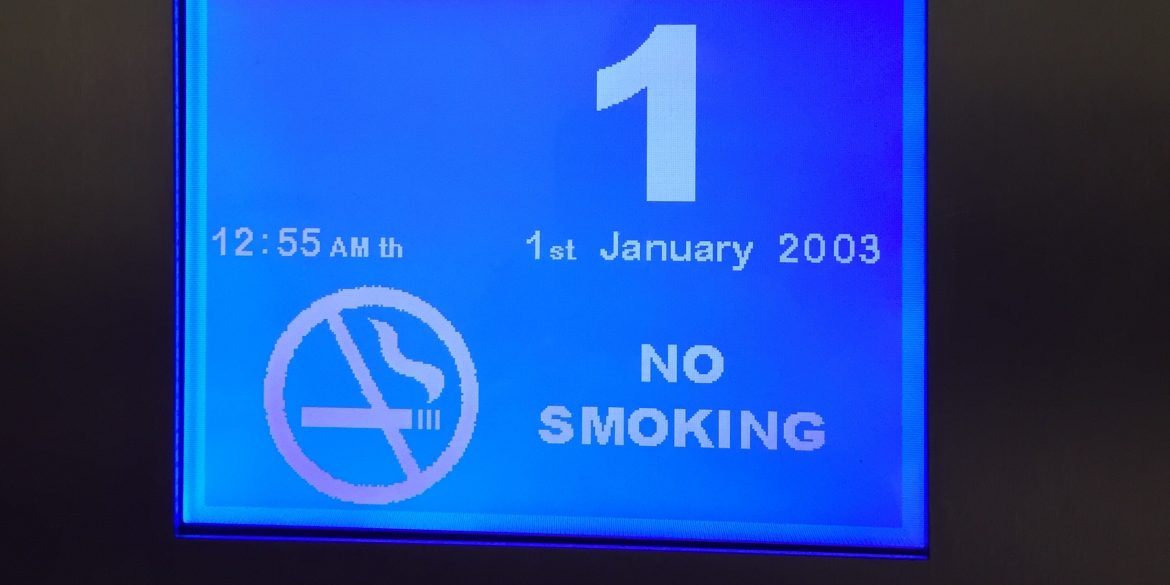 1
12:55 AM th 1st January 2003
NO
SMOKING